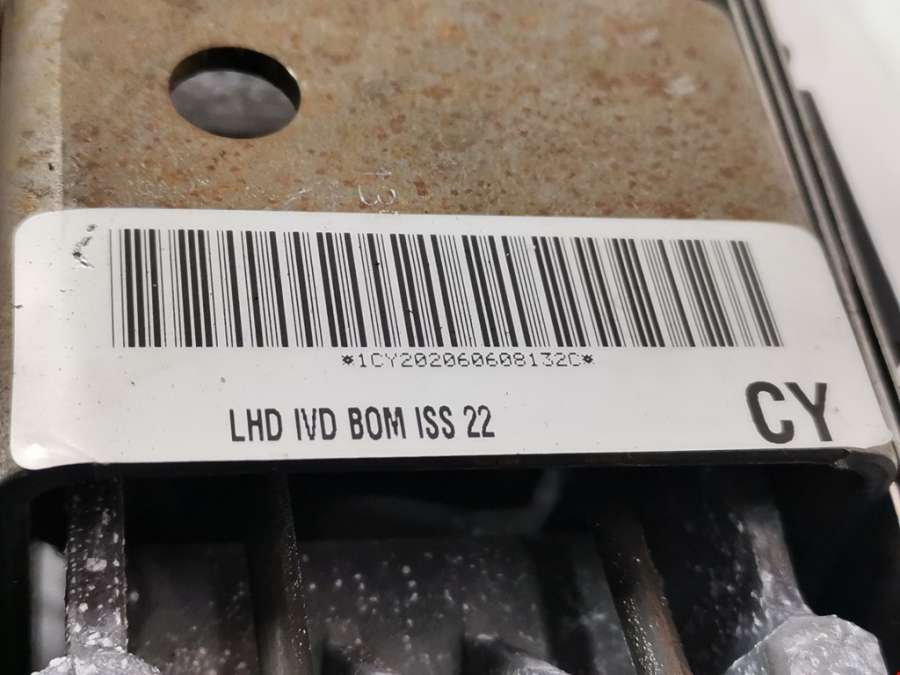 *1CY202060608132C*
LHD IVD BOM ISS 22
CY